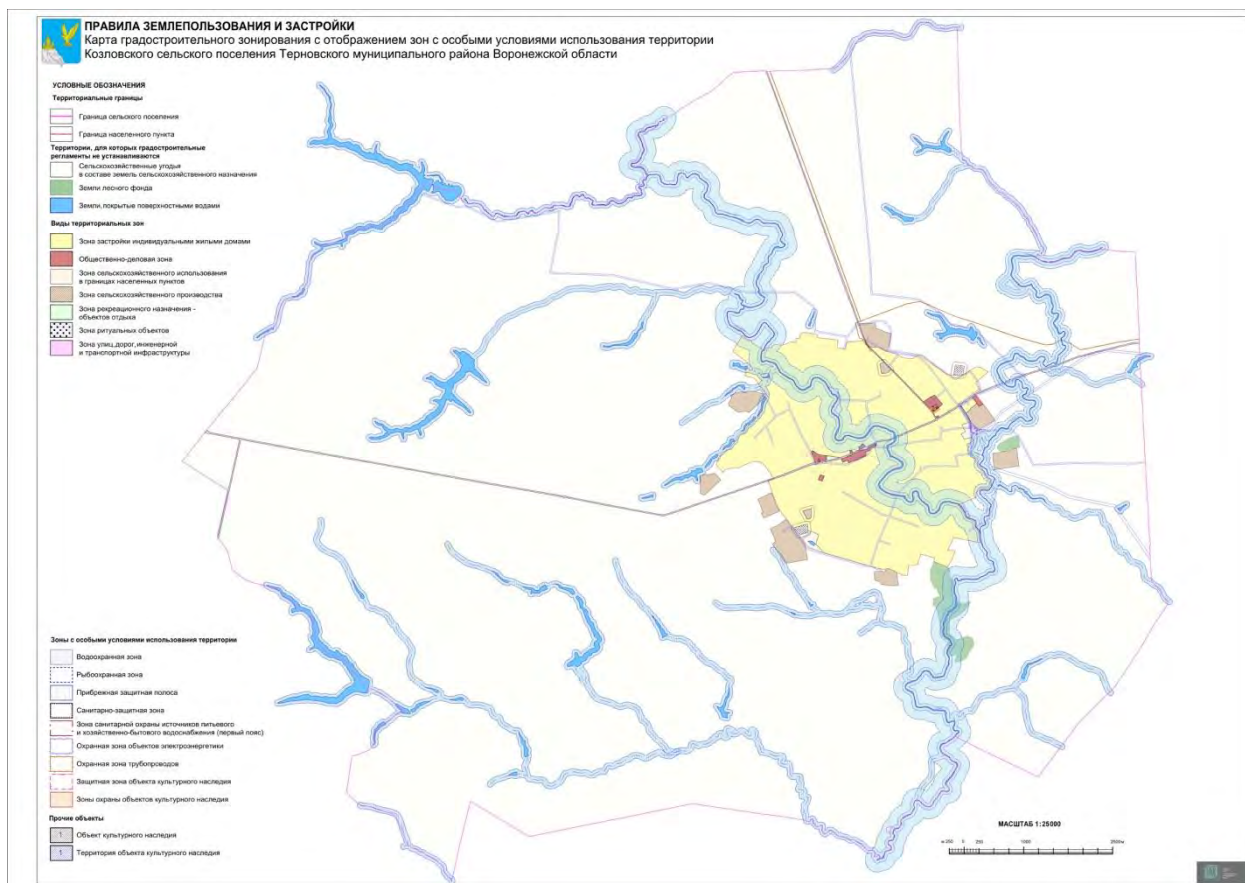 ПРАВИЛА ЗЕМЛЕПОЛЬЗОВАНИЯ И ЗАСТРОЙКИ
Карта градостроительного зонирования с отображением зон с особыми условиями использования территории
Козловского сельского поселения Терновского муниципального района Воронежской области
УСЛОВНЫЕ ОБОЗНАЧЕНИЯ
Территориальные границы
Граница сельского поселения
Граница населенного пункта
Территории, для которых градостроительные
регламенты не устанавливаются
Сельскохозяйственные угодья
в составе земель сельскохозяйственного назначения
Земли лесного фонда
Земли, покрытые поверхностными водами
Виды территориальных зон
Зона застройки индивидуальными жилыми домами
Общественно-деловая зона
Зона сельскохозяйственного использования
в границах населенных пунктов
Зона сельскохозяйственного производства
Зона рекреационного назначения -
объектов отдыха
Зона ритуальных объектов
Зона улиц, дорог, инженерной
и транспортной инфраструктуры
Зоны с особыми условиями использования территории
Водоохранная зона
Рыбоохранная зона
Прибрежная защитная полоса
Санитарно-защитная зона
Зона санитарной охраны источников питьевого
и хозяйственно-бытового водоснабжения (первый пояс)
Охранная зона объектов электроэнергетики
Охранная зона трубопроводов
Защитная зона объекта культурного наследия
Зоны охраны объектов культурного наследия
Прочие объекты
1 Объект культурного наследия
1 Территория объекта культурного наследия
МАСШТАБ 1:25000
м 250 0 250 1000 2500м